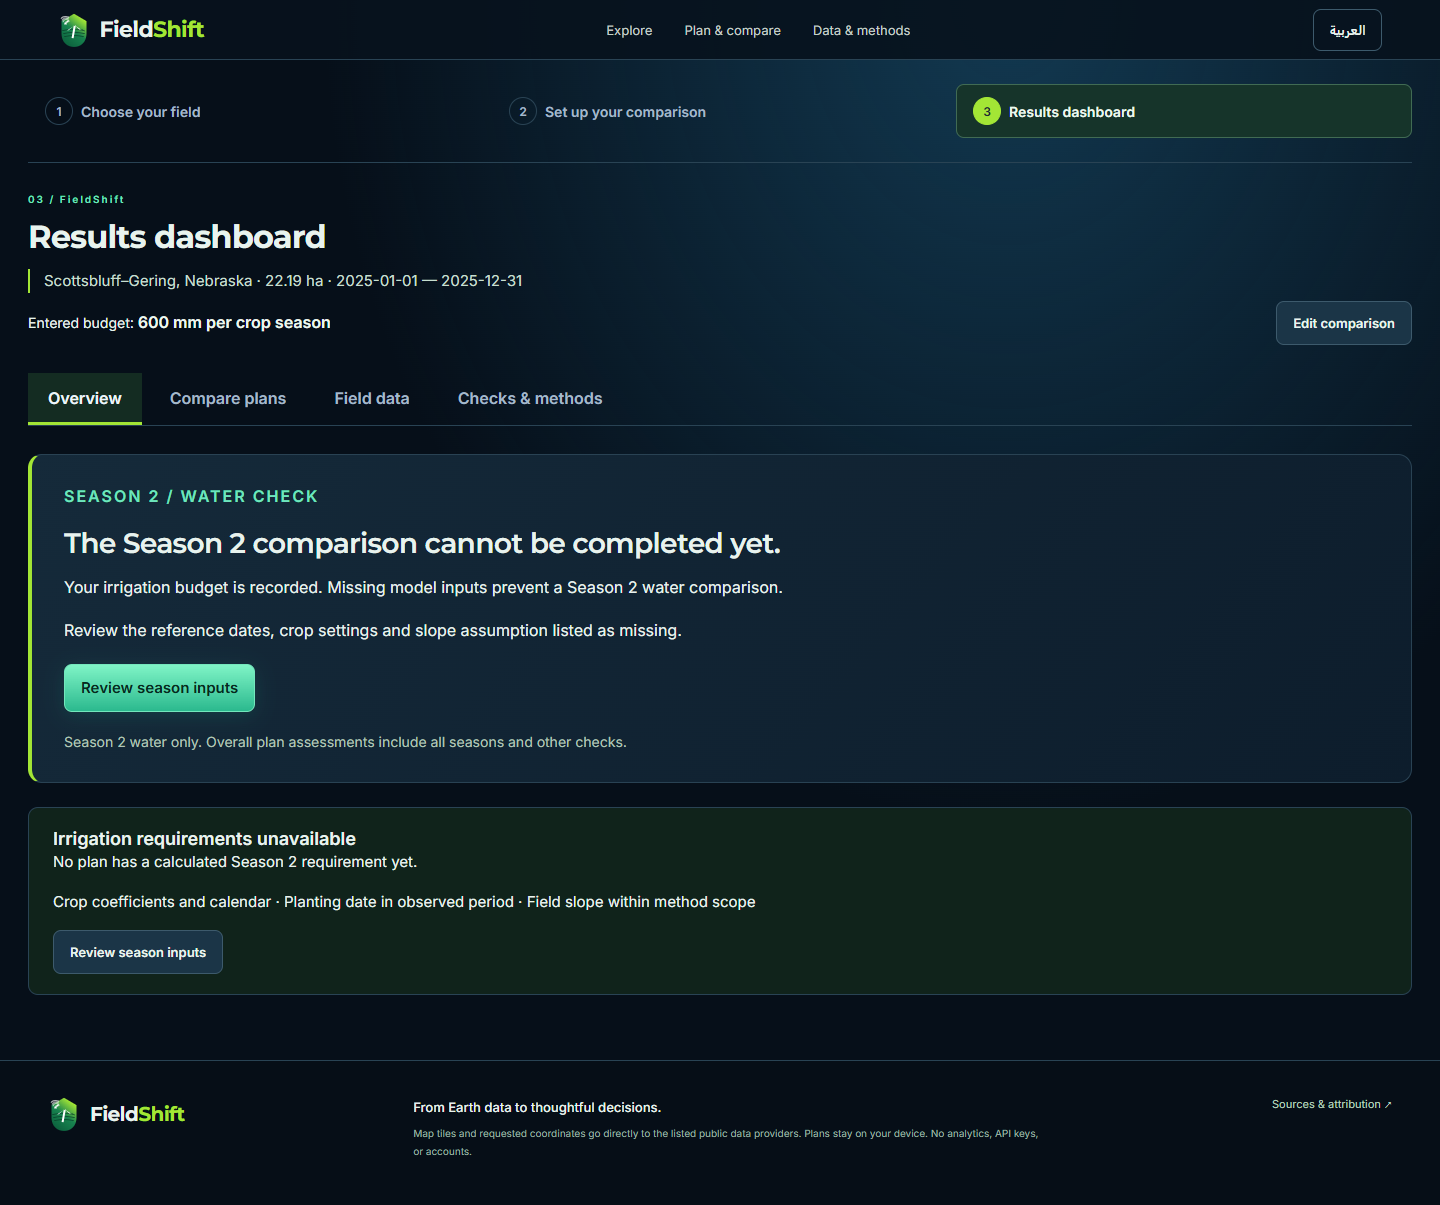 FieldShift
Explore
Plan & compare
Data & methods
العربية
1 Choose your field
2 Set up your comparison
3 Results dashboard
03 / FieldShift
Results dashboard
Scottsbluff–Gering, Nebraska · 22.19 ha · 2025-01-01 — 2025-12-31
Entered budget: 600 mm per crop season
Edit comparison
Overview
Compare plans
Field data
Checks & methods
SEASON 2 / WATER CHECK
The Season 2 comparison cannot be completed yet.
Your irrigation budget is recorded. Missing model inputs prevent a Season 2 water comparison.
Review the reference dates, crop settings and slope assumption listed as missing.
Review season inputs
Season 2 water only. Overall plan assessments include all seasons and other checks.
Irrigation requirements unavailable
No plan has a calculated Season 2 requirement yet.
Crop coefficients and calendar · Planting date in observed period · Field slope within method scope
Review season inputs
FieldShift
From Earth data to thoughtful decisions.
Map tiles and requested coordinates go directly to the listed public data providers. Plans stay on your device. No analytics, API keys,
or accounts.
Sources & attribution ↗